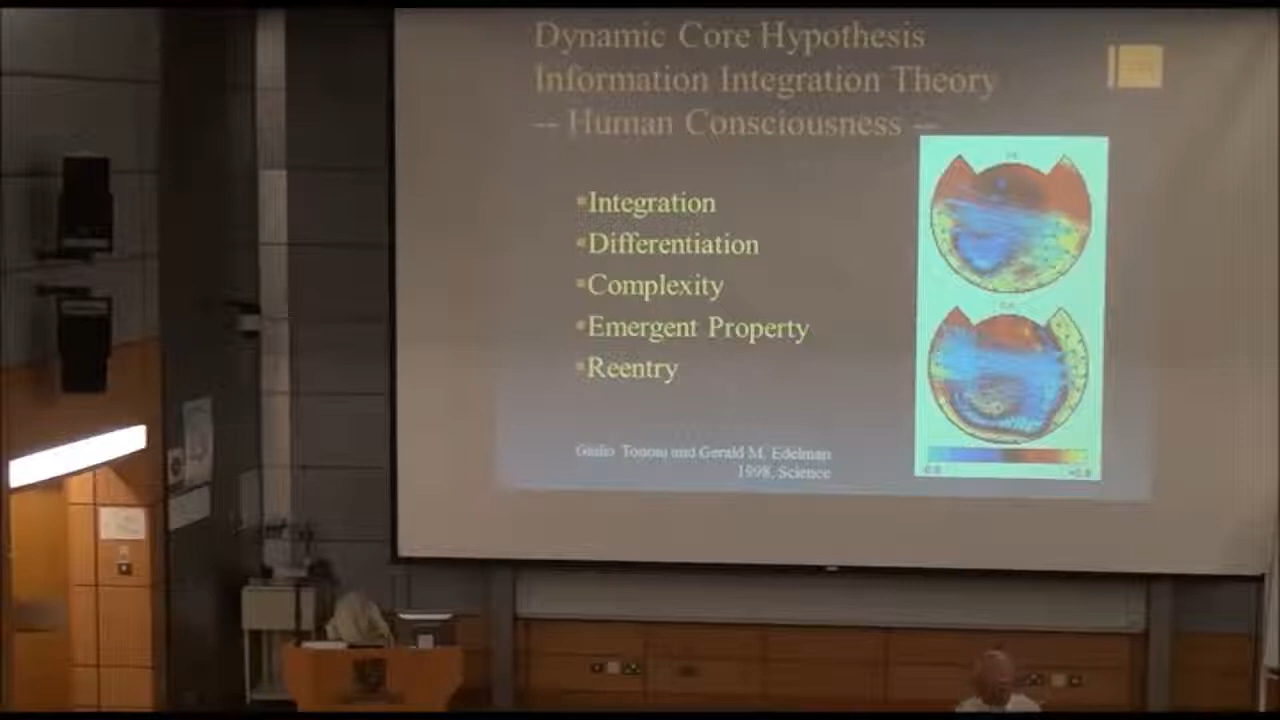 Dynamic Core Hypothesis
Information Integration Theory
– Human Consciousness –
▪Integration
▪Differentiation
▪Complexity
▪Emergent Property
▪Reentry
Giulio Tononi and Gerald M. Edelman
1998, Science